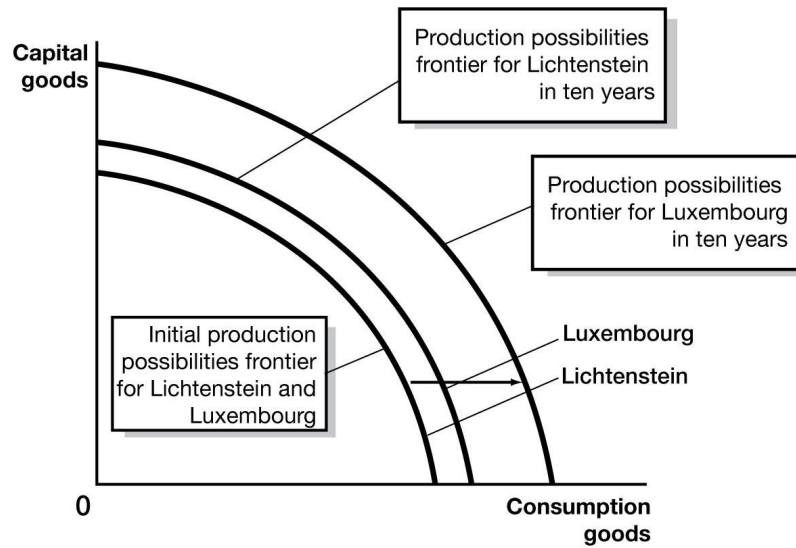 Capital
goods
Production possibilities
frontier for Lichtenstein
in ten years
Production possibilities
frontier for Luxembourg
in ten years
Initial production
possibilities frontier
for Lichtenstein and
Luxembourg
Luxembourg
Lichtenstein
0
Consumption
goods